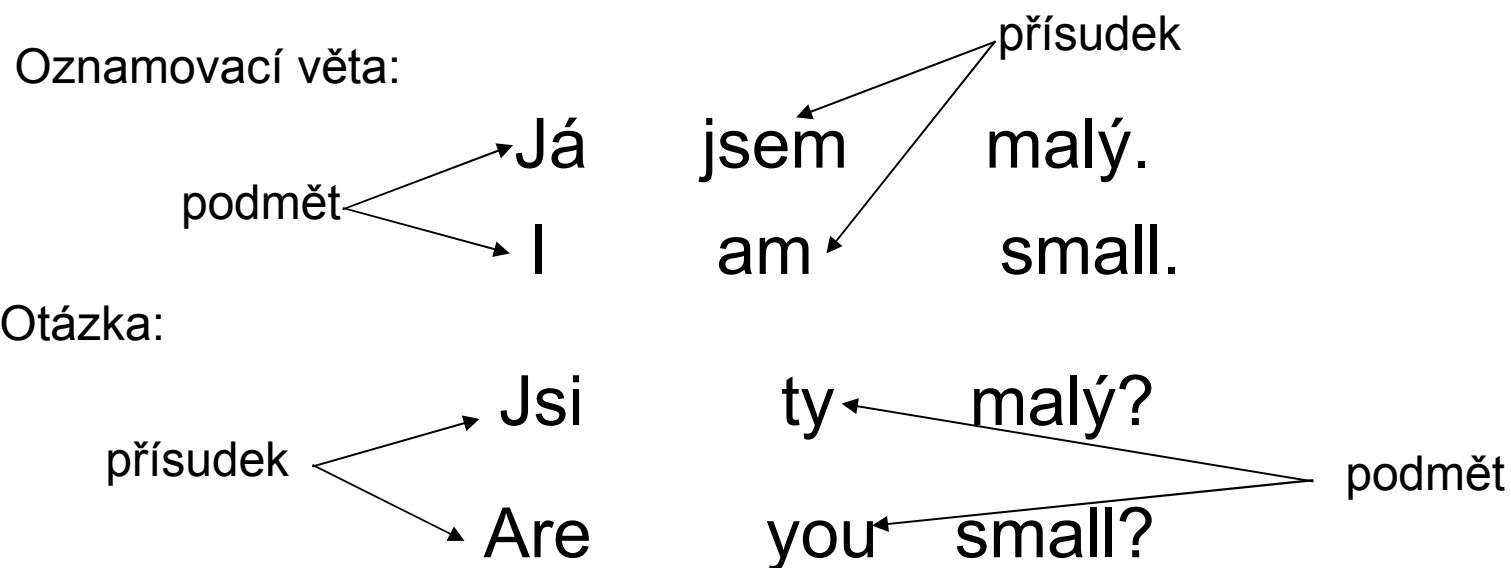 přísudek
Oznamovací věta:
Já jsem malý.
podmět
I am small.
Otázka:
Jsi ty malý?
přísudek
podmět
Are you small?